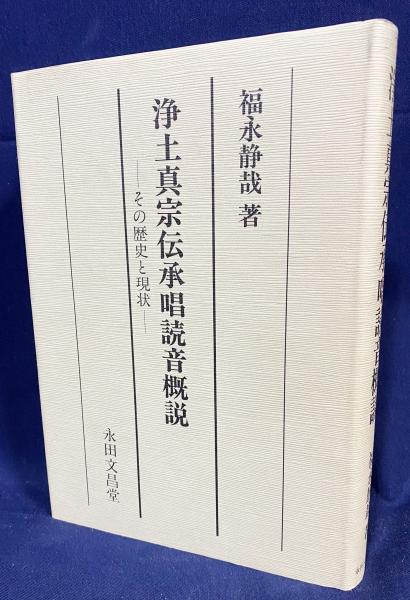 福永静哉 著
浄土真宗伝承唱読音概説
——その歴史と現状——
永田文昌堂
浄土真宗伝承唱読音概説